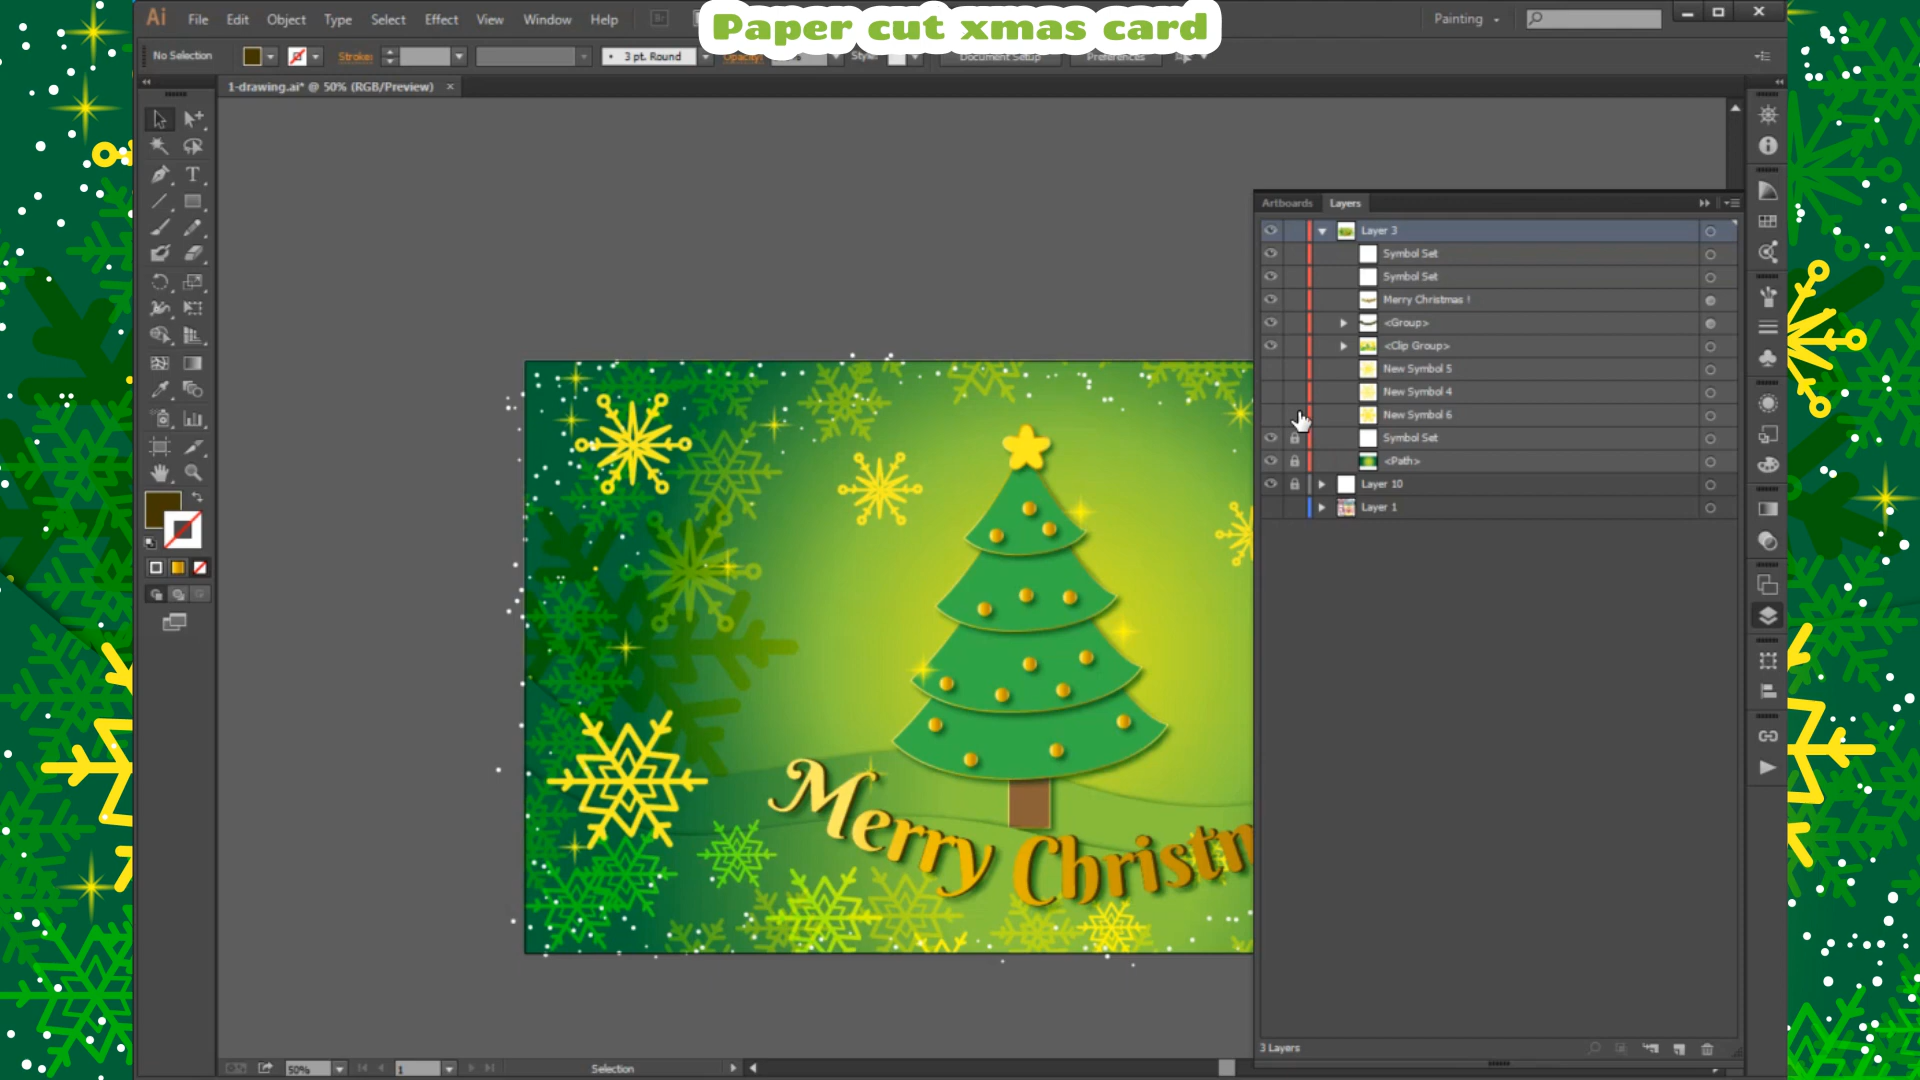 Paper cut xmas card
Ai File Edit Object Type Select Effect View Window Help Br
Painting
No Selection Stroke: 3 pt. Round Opacity: Style: Document Setup Preferences
1-drawing.ai* @ 50% (RGB/Preview) ×
Artboards Layers
Layer 3
Symbol Set
Symbol Set
Merry Christmas !
<Group>
<Clip Group>
New Symbol 5
New Symbol 4
New Symbol 6
Symbol Set
<Path>
Layer 10
Layer 1
Merry Christm
3 Layers
50% 1 Selection